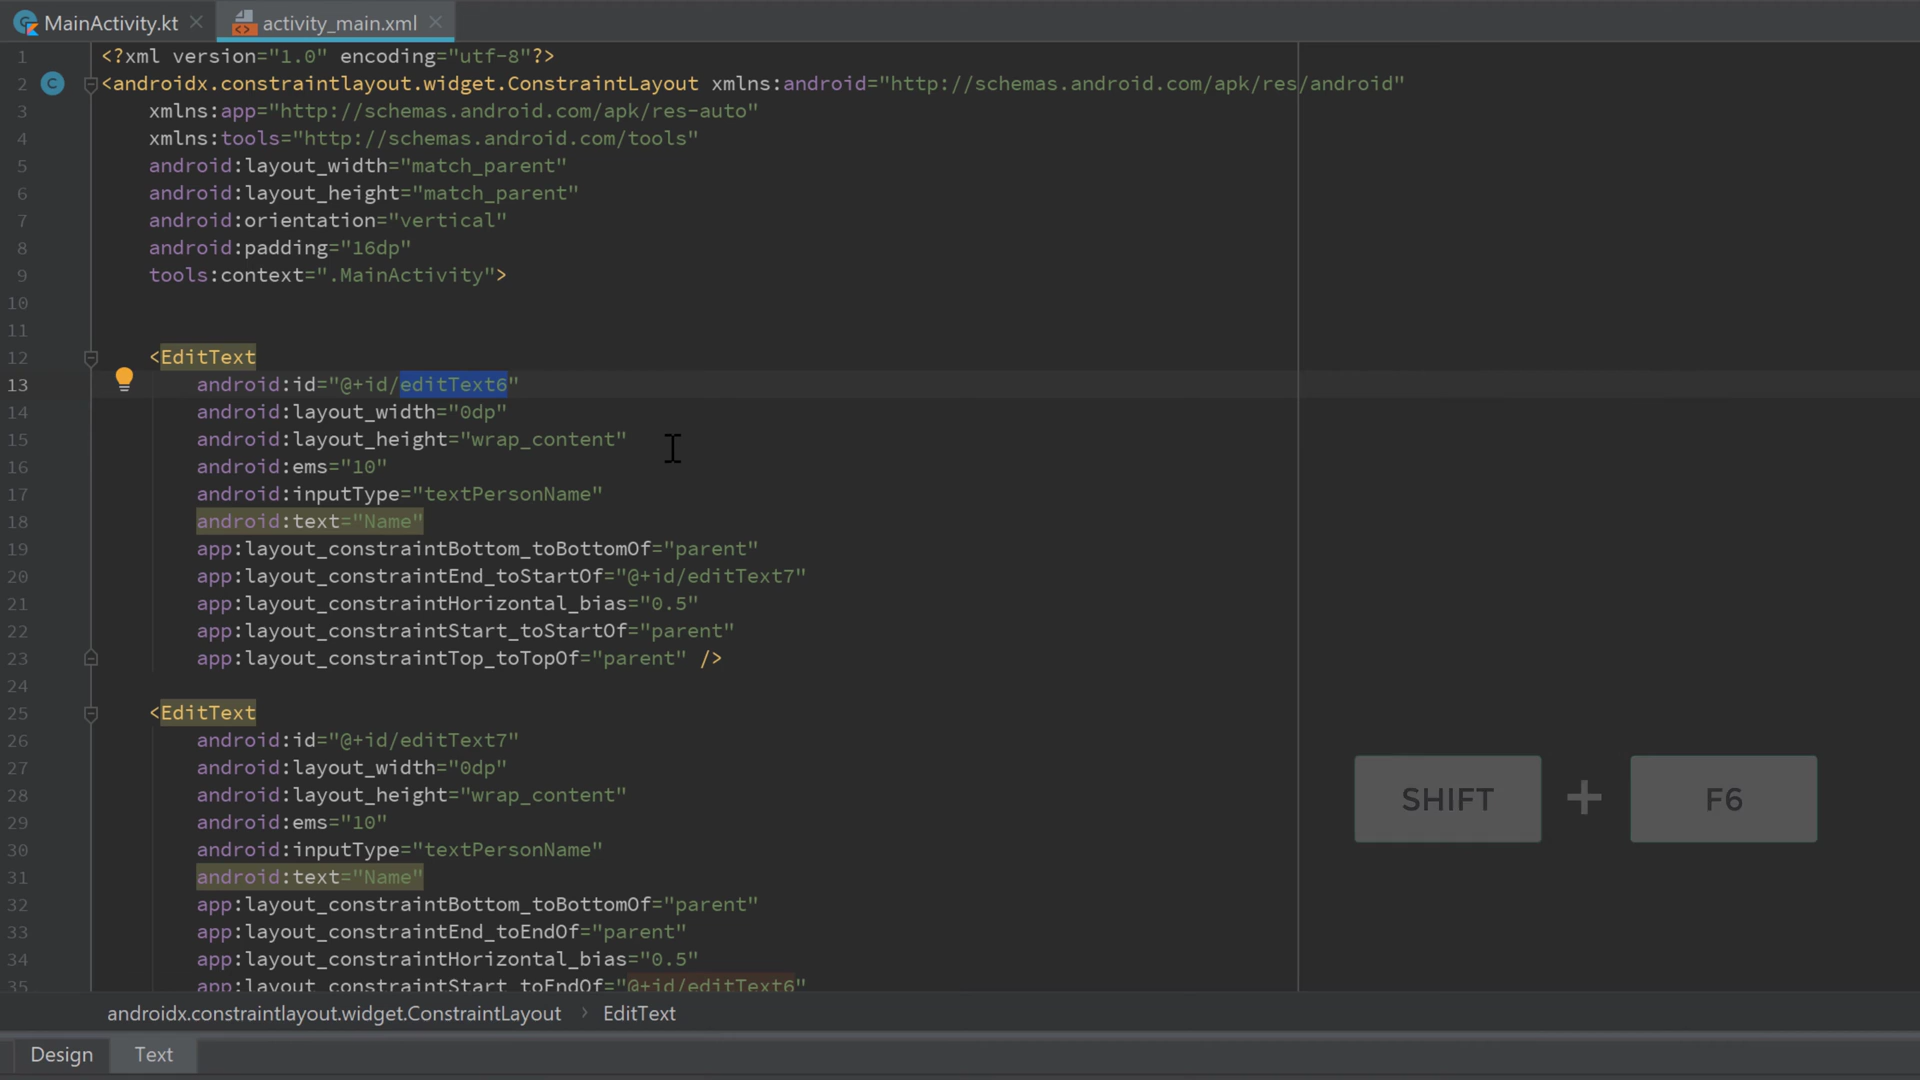 MainActivity.kt
activity_main.xml
1 <?xml version="1.0" encoding="utf-8"?>
2 C <androidx.constraintlayout.widget.ConstraintLayout xmlns:android="http://schemas.android.com/apk/res/android"
3 xmlns:app="http://schemas.android.com/apk/res-auto"
4 xmlns:tools="http://schemas.android.com/tools"
5 android:layout_width="match_parent"
6 android:layout_height="match_parent"
7 android:orientation="vertical"
8 android:padding="16dp"
9 tools:context=".MainActivity">
10
11
12 <EditText
13 android:id="@+id/editText6"
14 android:layout_width="0dp"
15 android:layout_height="wrap_content"
16 android:ems="10"
17 android:inputType="textPersonName"
18 android:text="Name"
19 app:layout_constraintBottom_toBottomOf="parent"
20 app:layout_constraintEnd_toStartOf="@+id/editText7"
21 app:layout_constraintHorizontal_bias="0.5"
22 app:layout_constraintStart_toStartOf="parent"
23 app:layout_constraintTop_toTopOf="parent" />
24
25 <EditText
26 android:id="@+id/editText7"
27 android:layout_width="0dp"
28 android:layout_height="wrap_content"
29 android:ems="10"
30 android:inputType="textPersonName"
31 android:text="Name"
32 app:layout_constraintBottom_toBottomOf="parent"
33 app:layout_constraintEnd_toEndOf="parent"
34 app:layout_constraintHorizontal_bias="0.5"
35 app:layout_constraintStart_toEndOf="@+id/editText6"
SHIFT + F6
androidx.constraintlayout.widget.ConstraintLayout > EditText
Design Text